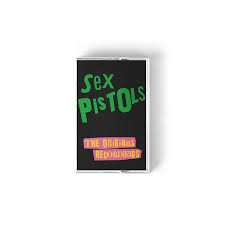 Sex
PiSTOLs
THE ORiGiNAL
RECORDiNGS